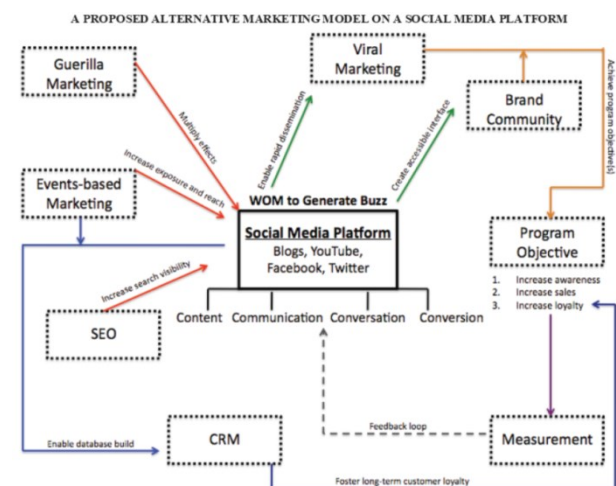 A PROPOSED ALTERNATIVE MARKETING MODEL ON A SOCIAL MEDIA PLATFORM
Guerilla
Marketing
Viral
Marketing
Brand
Community
Achieve program objective(s)
Multiply effects
Enable rapid dissemination
Create accessible interface
Events-based
Marketing
Increase exposure and reach
WOM to Generate Buzz
Social Media Platform
Blogs, YouTube,
Facebook, Twitter
Program
Objective
1. Increase awareness
2. Increase sales
3. Increase loyalty
Increase search visibility
SEO
Content Communication Conversation Conversion
Enable database build
CRM
Feedback loop
Measurement
Foster long-term customer loyalty